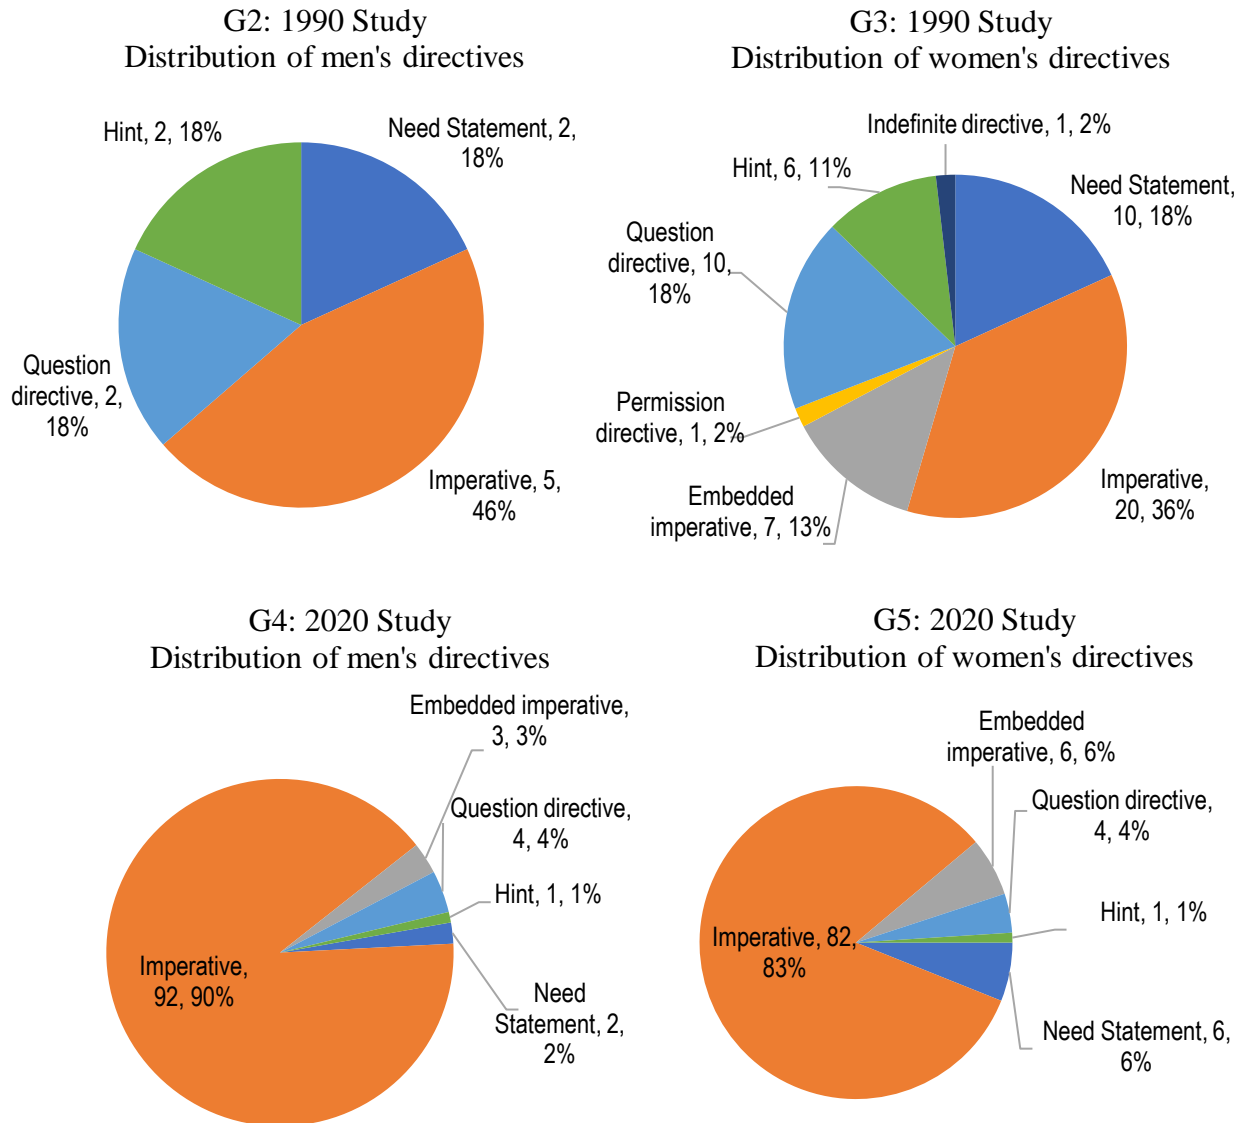 G2: 1990 Study
Distribution of men's directives
Hint, 2, 18%
Need Statement, 2,
18%
Question
directive, 2,
18%
Imperative, 5,
46%
G3: 1990 Study
Distribution of women's directives
Indefinite directive, 1, 2%
Hint, 6, 11%
Need Statement,
10, 18%
Question
directive, 10,
18%
Permission
directive, 1, 2%
Embedded
imperative, 7, 13%
Imperative,
20, 36%
G4: 2020 Study
Distribution of men's directives
Embedded imperative,
3, 3%
Question directive,
4, 4%
Hint, 1, 1%
Imperative,
92, 90%
Need
Statement, 2,
2%
G5: 2020 Study
Distribution of women's directives
Embedded
imperative, 6, 6%
Question directive,
4, 4%
Hint, 1, 1%
Imperative, 82,
83%
Need Statement, 6,
6%